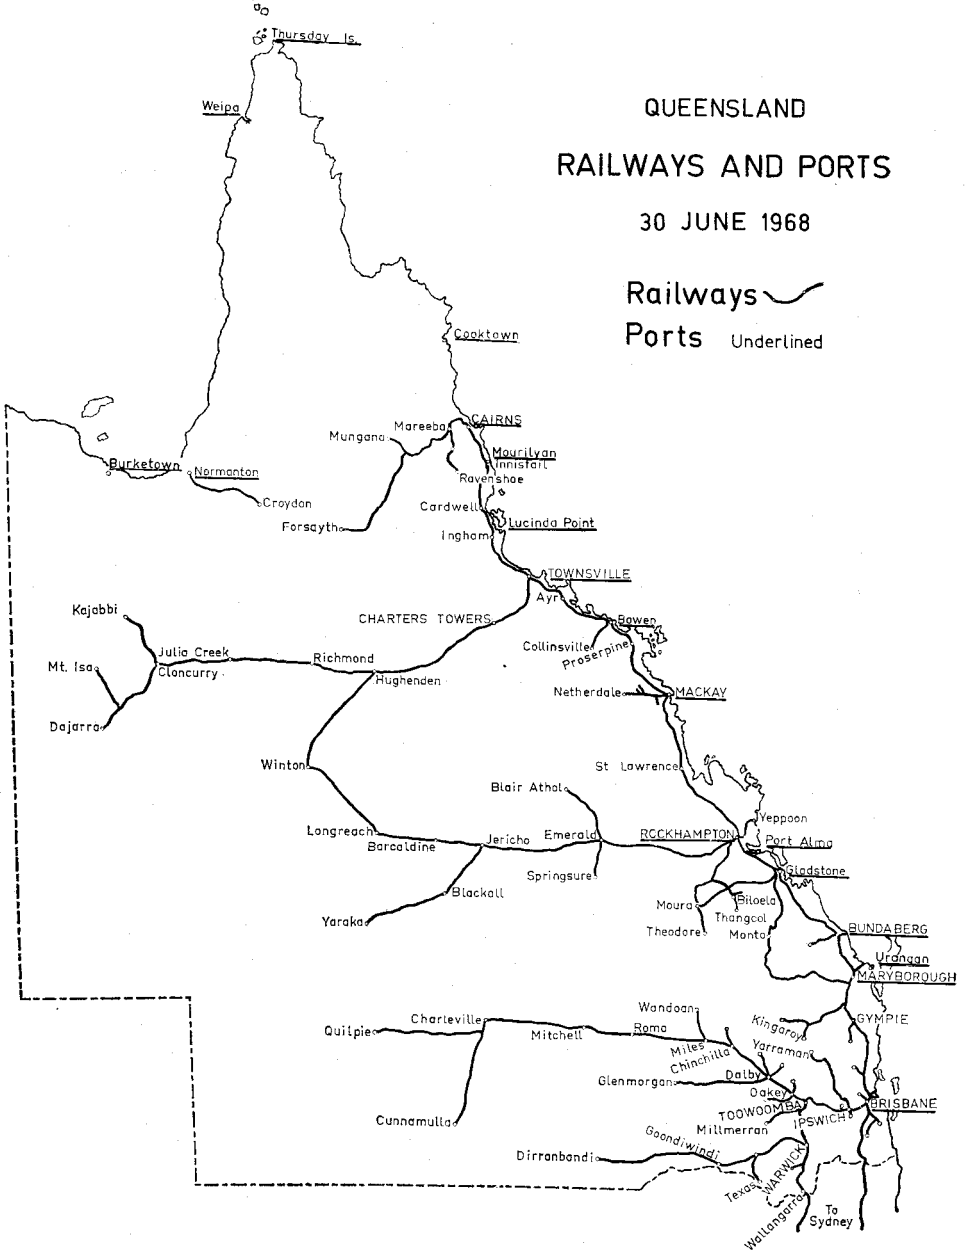 Thursday Is.
Weipa
QUEENSLAND
RAILWAYS AND PORTS
30 JUNE 1968
Railways
Ports Underlined
Cooktown
CAIRNS
Mareeba
Mungana
Mourilyan
Innisfail
Burketown
Normanton
Ravenshoe
Croydon
Cardwell
Forsayth
Lucinda Point
Ingham
TOWNSVILLE
Ayr
Kajabbi
CHARTERS TOWERS
Bowen
Collinsville
Proserpine
Julia Creek
Richmond
Mt. Isa
Cloncurry
Hughenden
Netherdale
MACKAY
Dajarra
Winton
St Lawrence
Blair Athol
Yeppoon
Longreach
Barcaldine
Jericho
Emerald
RCCKHAMPTON
Port Alma
Gladstone
Springsure
Blackall
Biloela
Moura
Thangcol
Yaraka
Theodore
Monto
BUNDABERG
Urangan
MARYBOROUGH
Wandoan
Charleville
Quilpie
Mitchell
Roma
Kingaroy
GYMPIE
Miles
Chinchilla
Yarraman
Dalby
Glenmorgan
Oakey
BRISBANE
TOOWOOMBA
IPSWICH
Cunnamulla
Millmerran
Goondiwindi
Dirranbandi
WARWICK
Texas
Wallangarra
To
Sydney